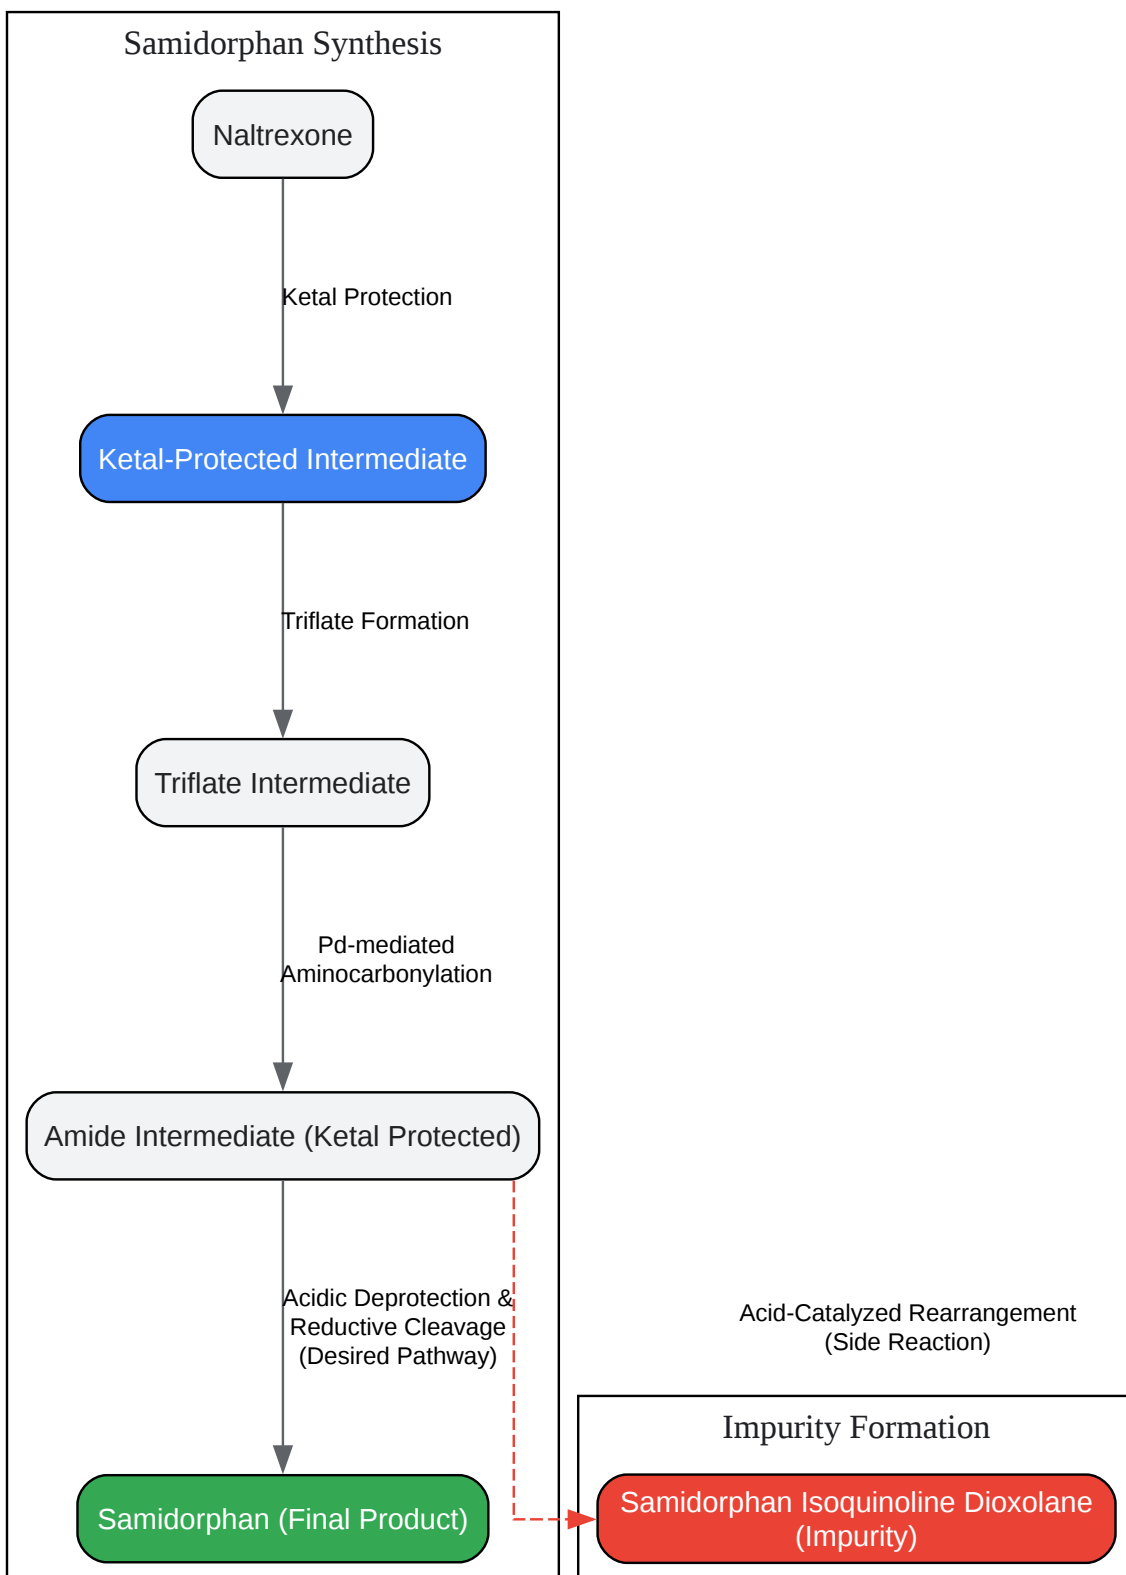 Samidorphan Synthesis
Naltrexone
Ketal Protection
Ketal-Protected Intermediate
Triflate Formation
Triflate Intermediate
Pd-mediated
Aminocarbonylation
Amide Intermediate (Ketal Protected)
Acidic Deprotection &
Reductive Cleavage
(Desired Pathway)
Acid-Catalyzed Rearrangement
(Side Reaction)
Impurity Formation
Samidorphan (Final Product)
Samidorphan Isoquinoline Dioxolane
(Impurity)